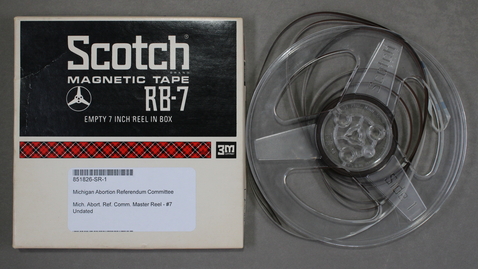 Scotch®
BRAND
MAGNETIC TAPE
RB-7
EMPTY 7 INCH REEL IN BOX
3M
851826-SR-1
Michigan Abortion Referendum Committee
Mich. Abort. Ref. Comm. Master Reel - #7
Undated